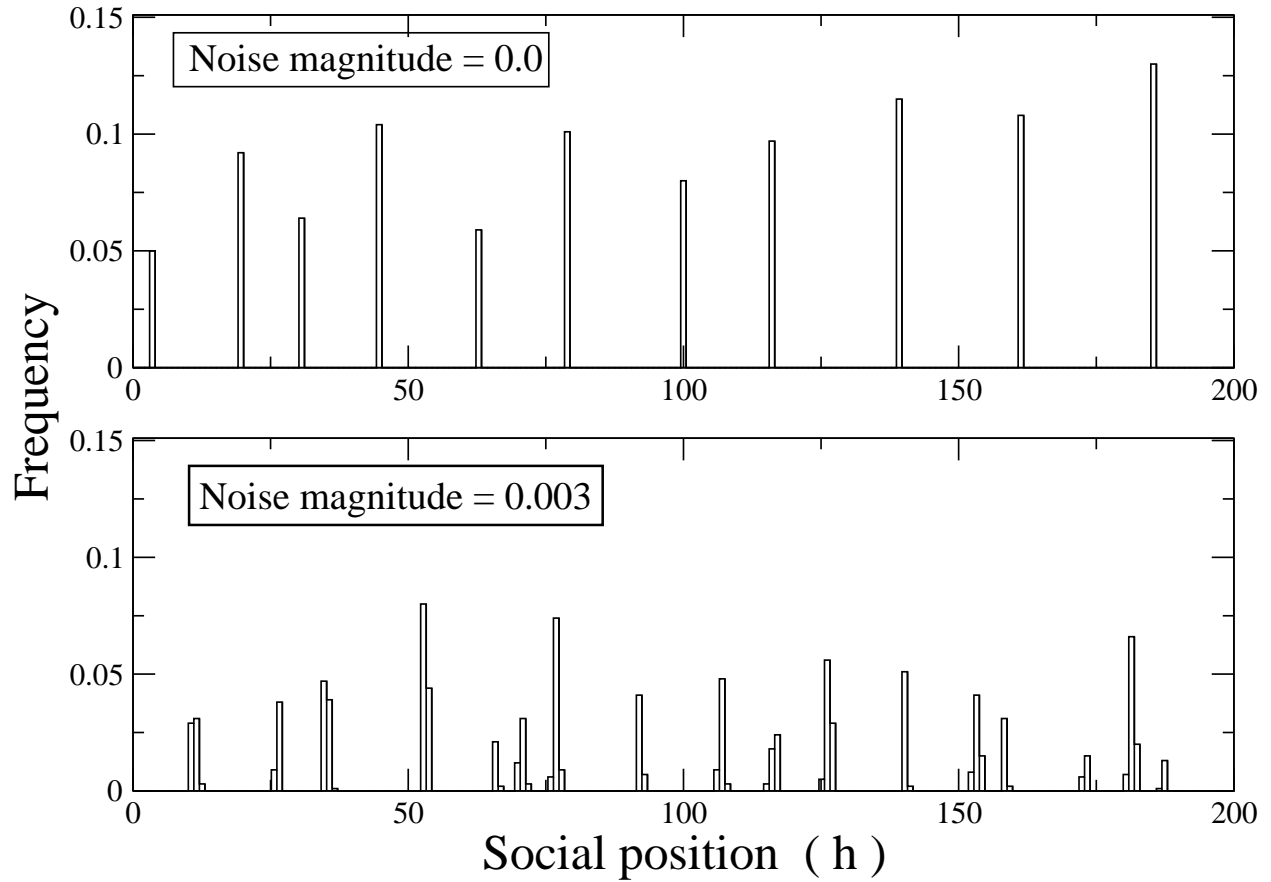 0.15
Noise magnitude = 0.0
0.1
0.05
0
0 50 100 150 200
Frequency
0.15
Noise magnitude = 0.003
0.1
0.05
0
0 50 100 150 200
Social position ( h )